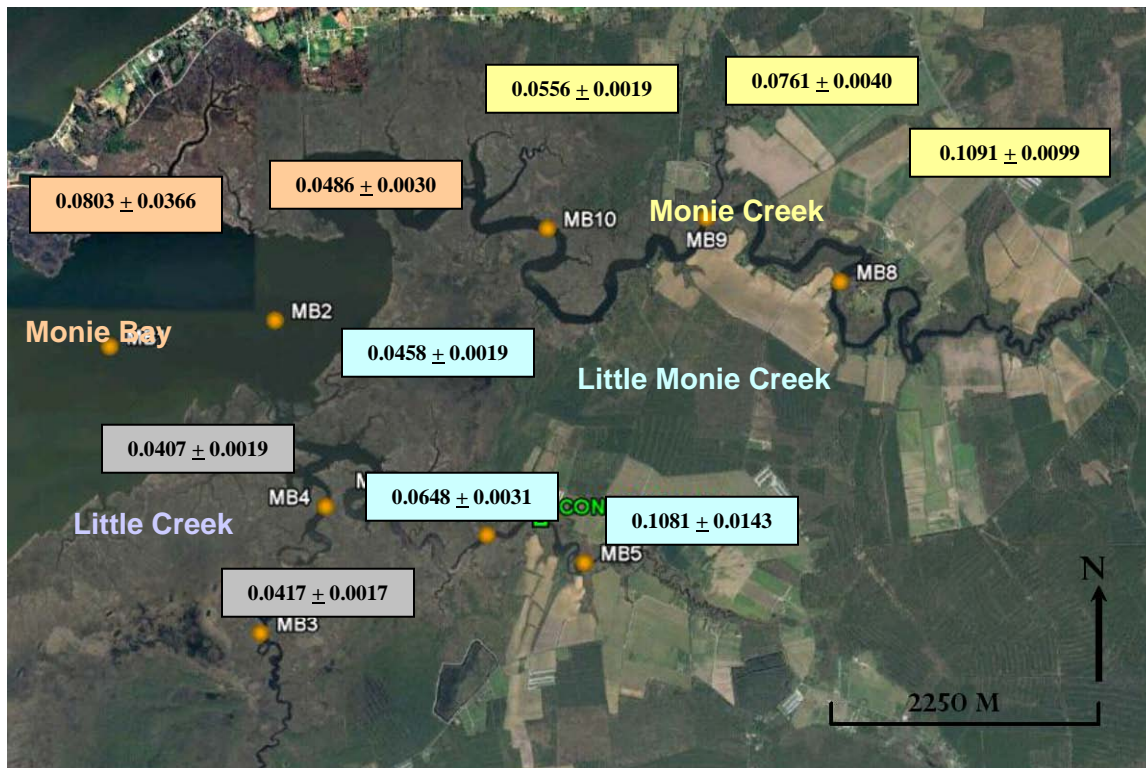 0.0556 ± 0.0019
0.0761 ± 0.0040
0.1091 ± 0.0099
0.0486 ± 0.0030
0.0803 ± 0.0366
Monie Creek
MB10
MB9
MB8
MB2
Monie Bay
0.0458 ± 0.0019
Little Monie Creek
0.0407 ± 0.0019
MB4
0.0648 ± 0.0031
CON
0.1081 ± 0.0143
Little Creek
MB5
0.0417 ± 0.0017
MB3
N
2250 M